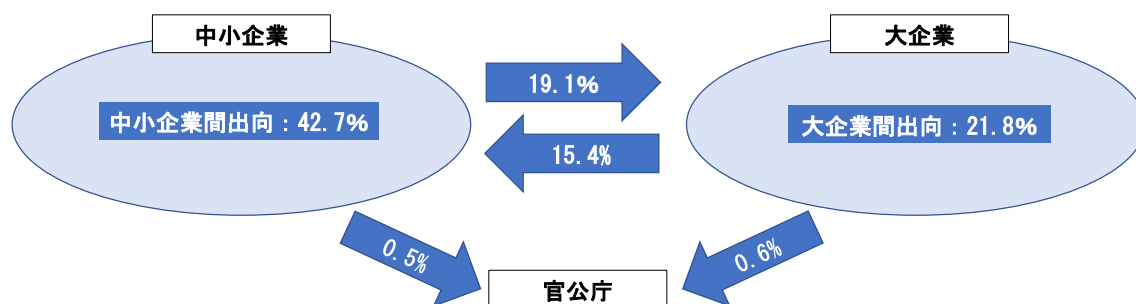 中小企業
大企業
19.1%
中小企業間出向：42.7%
大企業間出向：21.8%
15.4%
0.5%
0.6%
官公庁